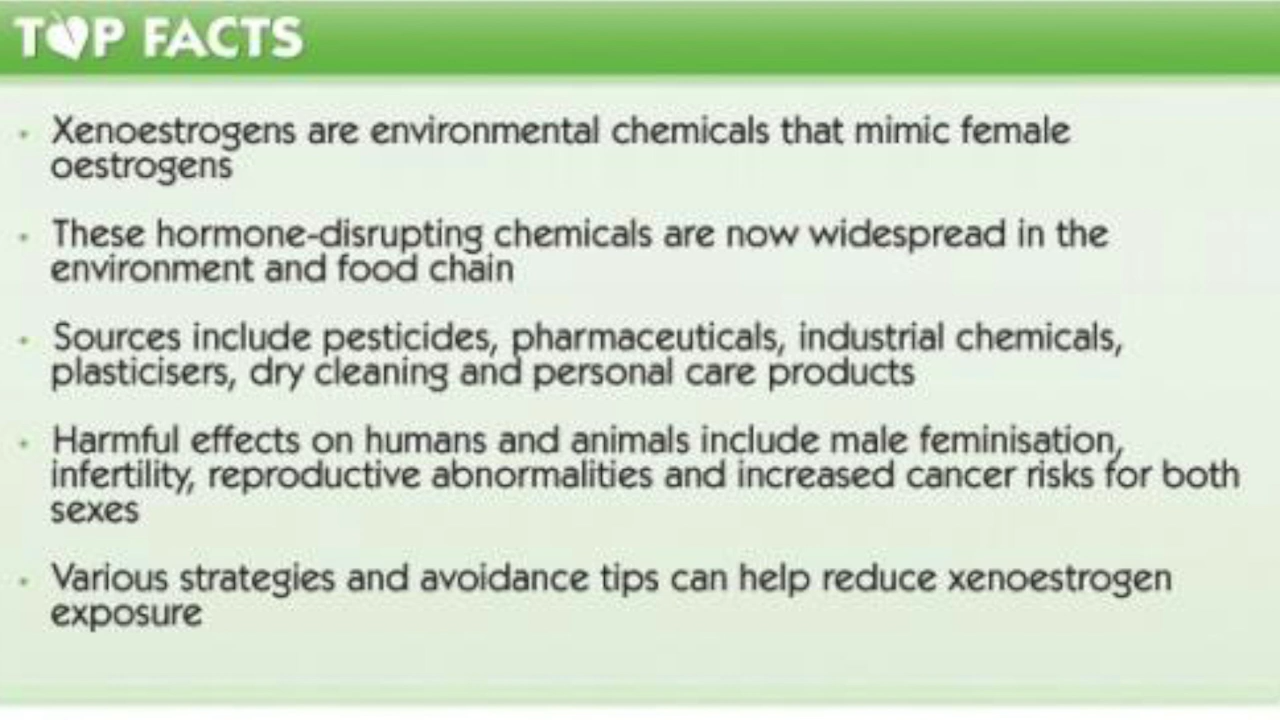 TOP FACTS
• Xenoestrogens are environmental chemicals that mimic female
oestrogens
• These hormone-disrupting chemicals are now widespread in the
environment and food chain
• Sources include pesticides, pharmaceuticals, industrial chemicals,
plasticisers, dry cleaning and personal care products
• Harmful effects on humans and animals include male feminisation,
infertility, reproductive abnormalities and increased cancer risks for both
sexes
• Various strategies and avoidance tips can help reduce xenoestrogen
exposure